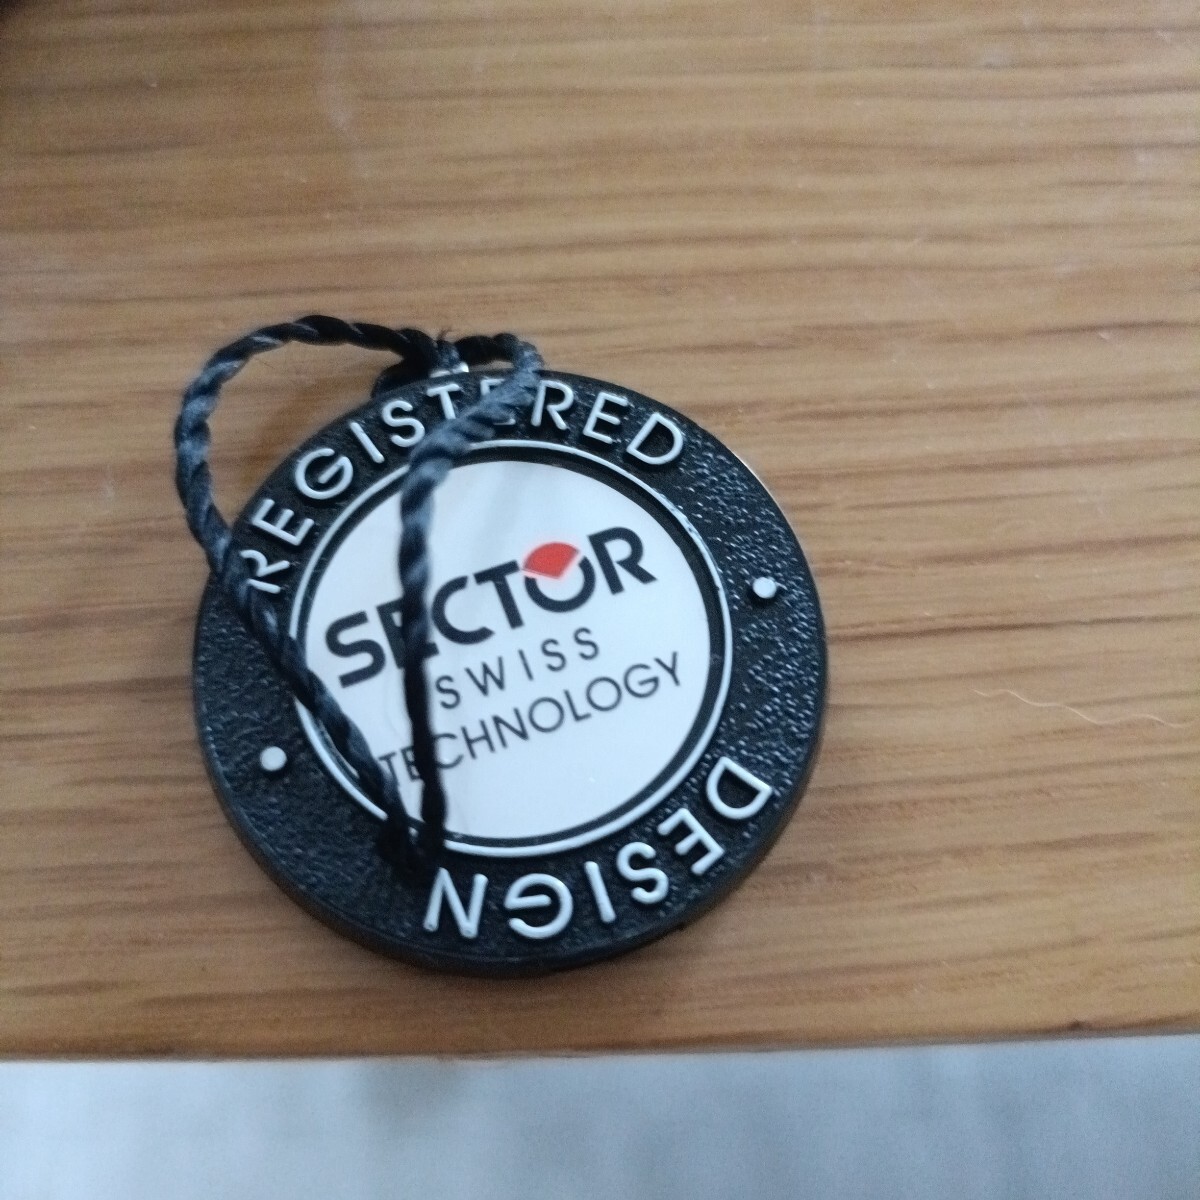 REGISTERED
SECTOR
SWISS
TECHNOLOGY
DESIGN